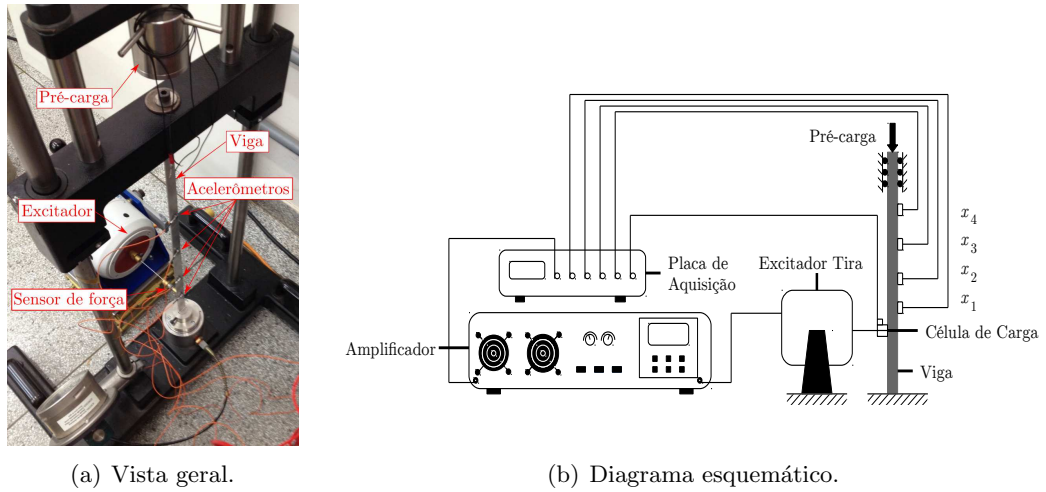 Pré-carga
Viga
Acelerômetros
Excitador
Sensor de força
(a) Vista geral.
Pré-carga
x4
x3
Placa de
Aquisição
Excitador Tira
x2
x1
Célula de Carga
Amplificador
Viga
(b) Diagrama esquemático.